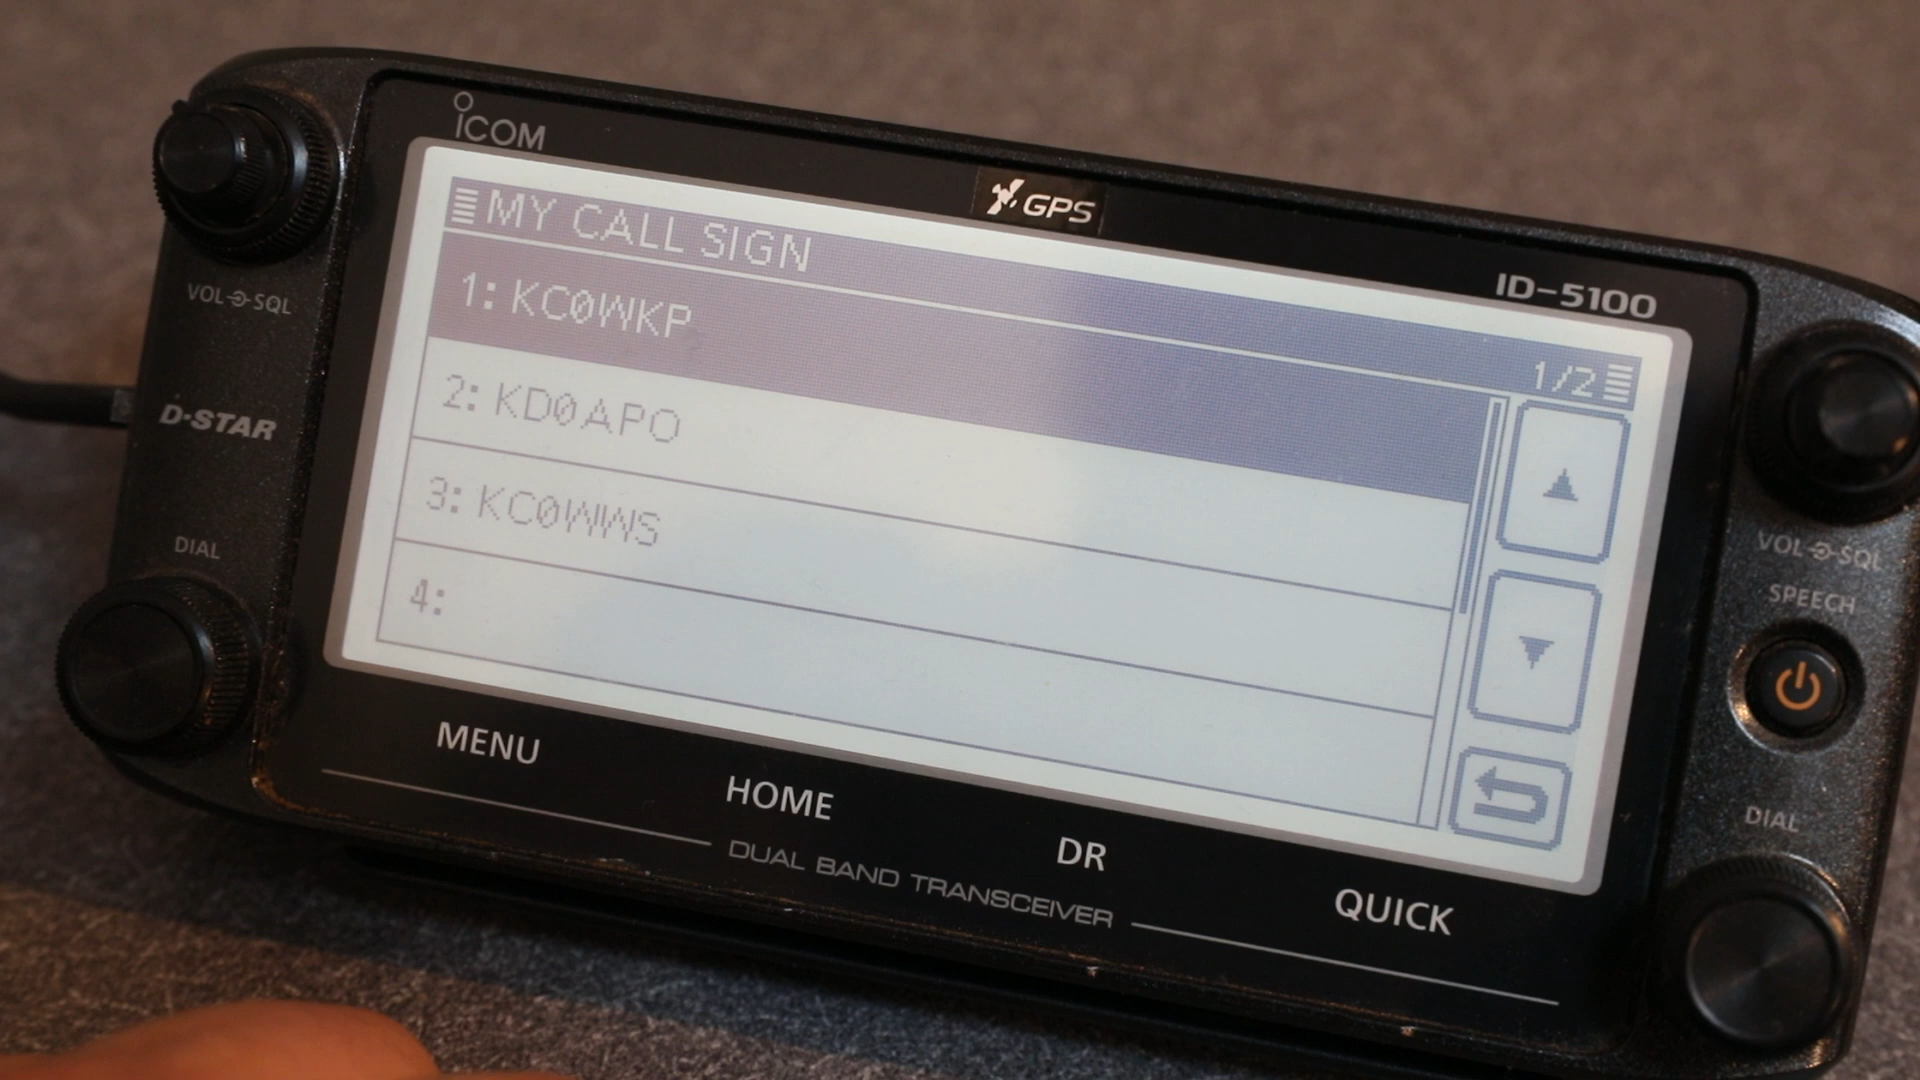 ICOM
GPS
ID-5100
MY CALL SIGN
1/2
1: KC0WKP
2: KD0APO
3: KC0WWS
4:
VOL SQL
D-STAR
DIAL
VOL SQL
SPEECH
DIAL
MENU
HOME
DR
QUICK
DUAL BAND TRANSCEIVER